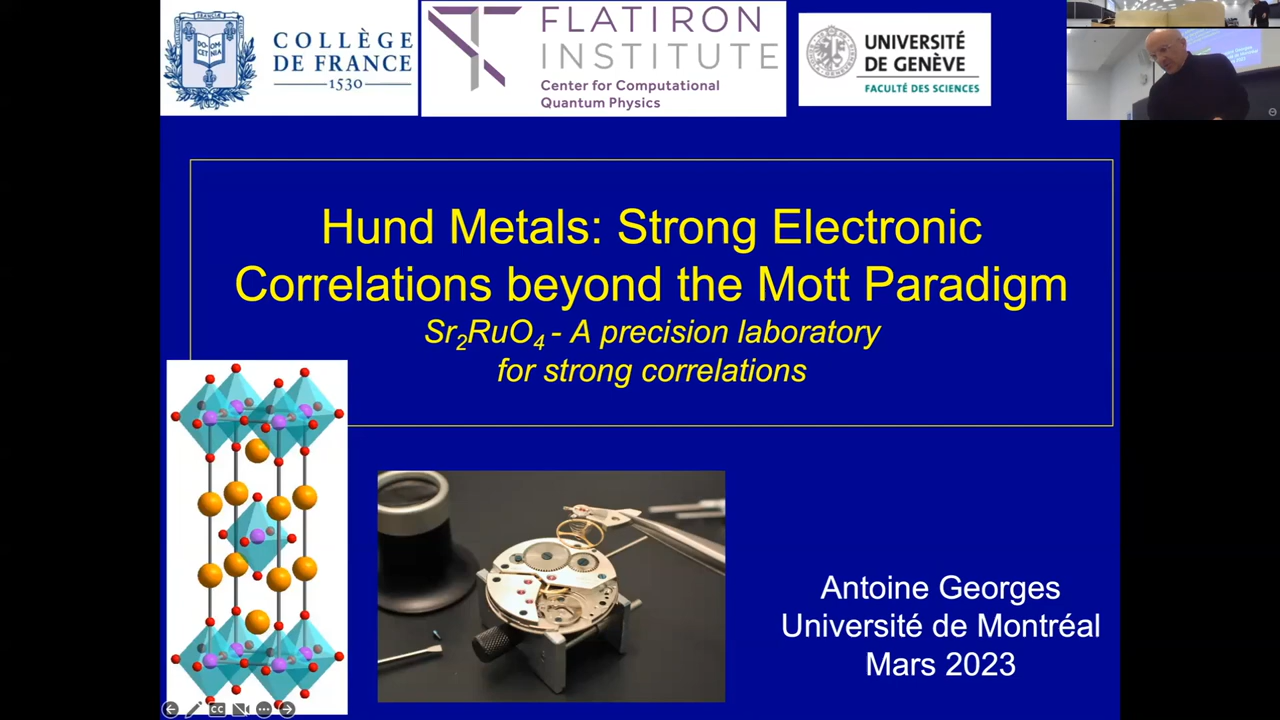 COLLÈGE
DE FRANCE
1530
FLATIRON
INSTITUTE
Center for Computational
Quantum Physics
UNIVERSITÉ
DE GENÈVE
FACULTÉ DES SCIENCES
Hund Metals: Strong Electronic
Correlations beyond the Mott Paradigm
Sr₂RuO₄ - A precision laboratory
for strong correlations
Antoine Georges
Université de Montréal
Mars 2023
CC